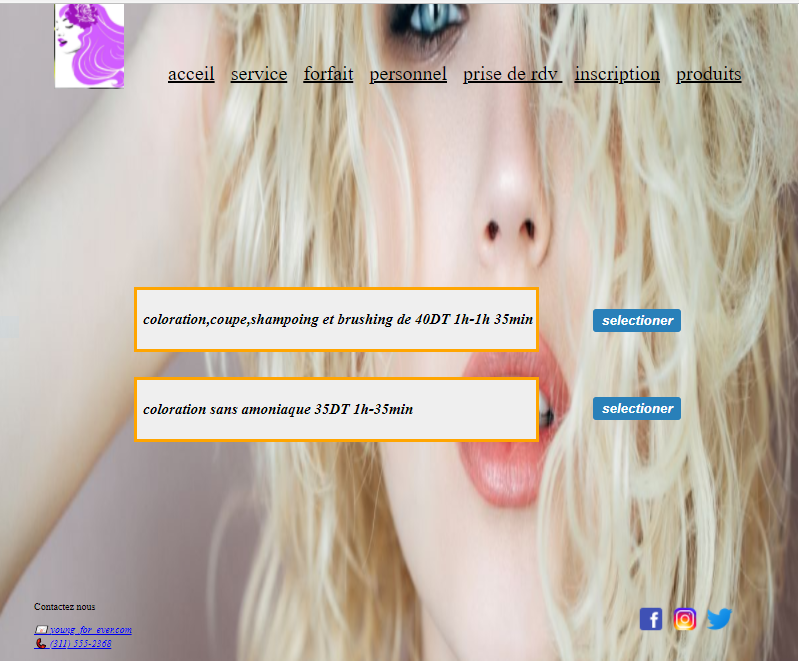 acceil service forfait personnel prise de rdv inscription produits
coloration,coupe,shampoing et brushing de 40DT 1h-1h 35min
selectioner
coloration sans amoniaque 35DT 1h-35min
selectioner
Contactez nous
young_for_ever.com
(311) 555-2368